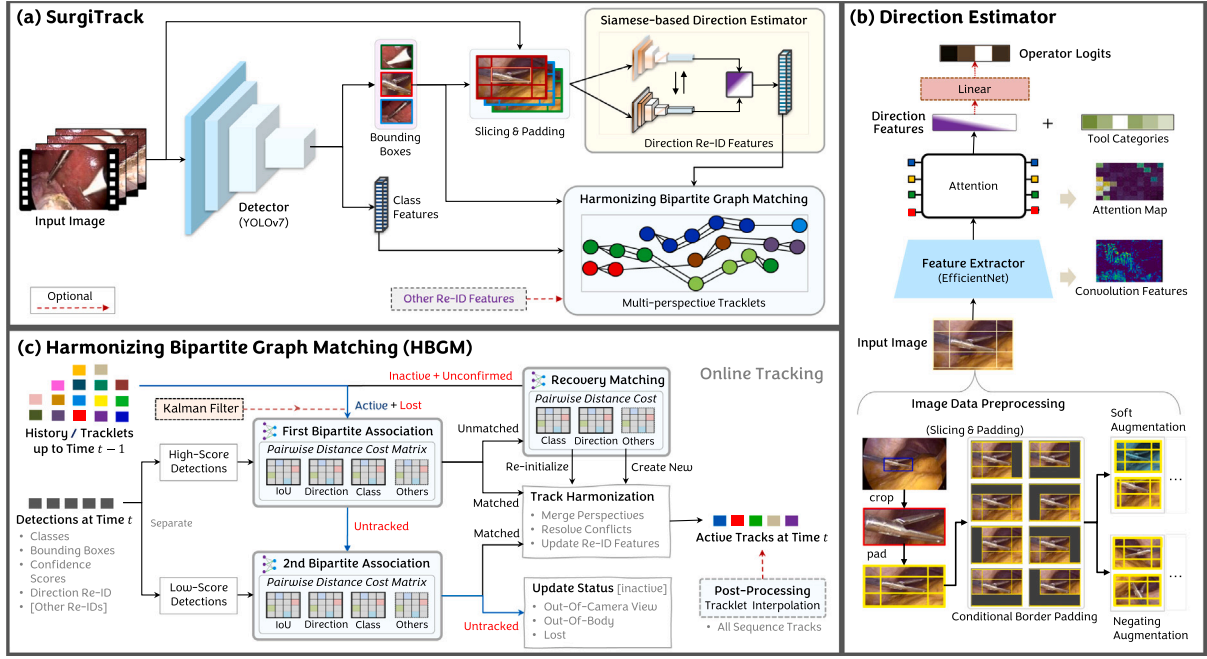 (a) SurgiTrack
Input Image
Detector
(YOLOv7)
Bounding
Boxes
Class
Features
Slicing & Padding
Siamese-based Direction Estimator
Direction Re-ID Features
Harmonizing Bipartite Graph Matching
Multi-perspective Tracklets
Other Re-ID Features
Optional
(b) Direction Estimator
Operator Logits
Linear
Direction
Features
+
Tool Categories
Attention
Attention Map
Feature Extractor
(EfficientNet)
Convolution Features
Input Image
Image Data Preprocessing
(Slicing & Padding)
Soft
Augmentation
crop
pad
...
...
Conditional Border Padding
Negating
Augmentation
(c) Harmonizing Bipartite Graph Matching (HBGM)
Online Tracking
History / Tracklets
up to Time t − 1
Kalman Filter
Inactive + Unconfirmed
Active + Lost
Detections at Time t
• Classes
• Bounding Boxes
• Confidence
Scores
• Direction Re-ID
• [Other Re-IDs]
Separate
High-Score
Detections
Low-Score
Detections
First Bipartite Association
Pairwise Distance Cost Matrix
IoU Direction Class Others
Untracked
2nd Bipartite Association
Pairwise Distance Cost Matrix
IoU Direction Class Others
Unmatched
Matched
Matched
Untracked
Recovery Matching
Pairwise Distance Cost
Class Direction Others
Re-initialize
Create New
Track Harmonization
• Merge Perspectives
• Resolve Conflicts
• Update Re-ID Features
Update Status [inactive]
• Out-Of-Camera View
• Out-Of-Body
• Lost
Active Tracks at Time t
Post-Processing
Tracklet Interpolation
• All Sequence Tracks